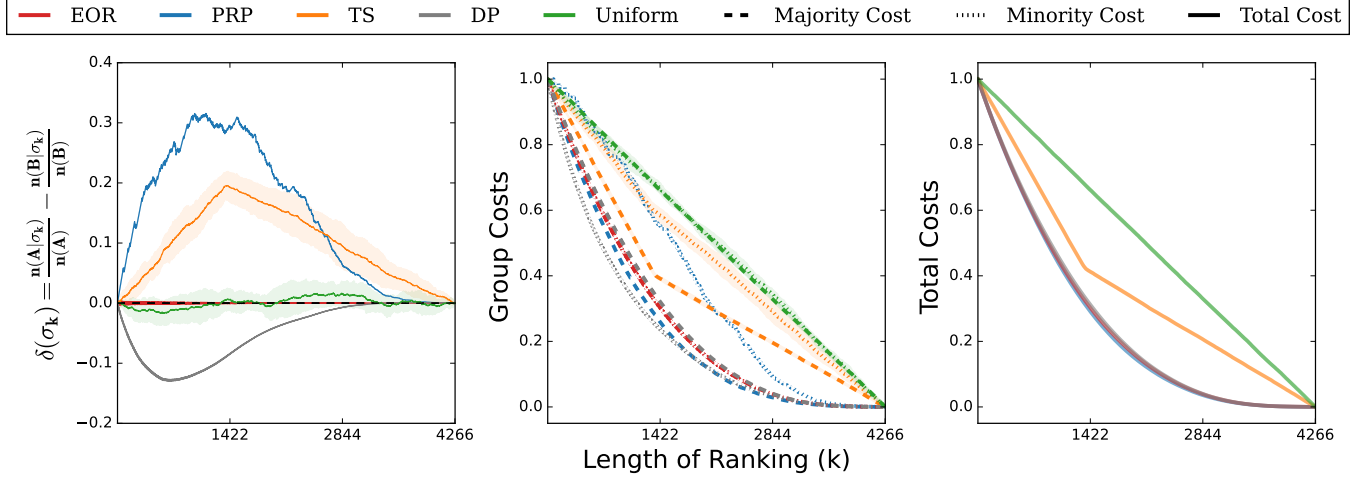 EOR PRP TS DP Uniform Majority Cost Minority Cost Total Cost
δ(σₖ) = n(A|σₖ)/n(A) − n(B|σₖ)/n(B)
0.4
0.3
0.2
0.1
0.0
−0.1
−0.2
1422 2844 4266
Group Costs
1.0
0.8
0.6
0.4
0.2
0.0
1422 2844 4266
Length of Ranking (k)
Total Costs
1.0
0.8
0.6
0.4
0.2
0.0
1422 2844 4266